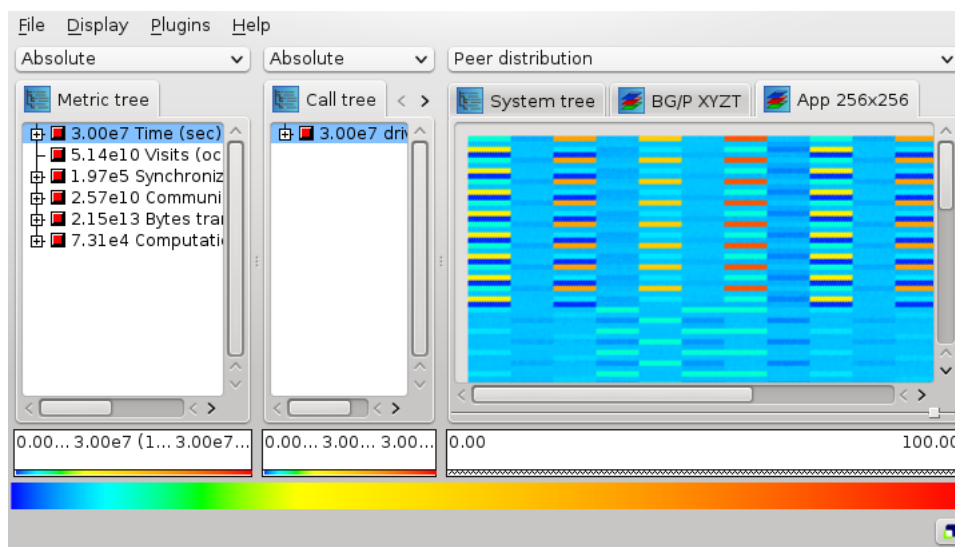 File Display Plugins Help
Absolute Absolute Peer distribution
Metric tree Call tree System tree BG/P XYZT App 256x256
3.00e7 Time (sec) 3.00e7 driv
5.14e10 Visits (oc
1.97e5 Synchroniz
2.57e10 Communi
2.15e13 Bytes tra
7.31e4 Computati
0.00... 3.00e7 (1... 3.00e7... 0.00... 3.00... 3.00... 0.00 100.00